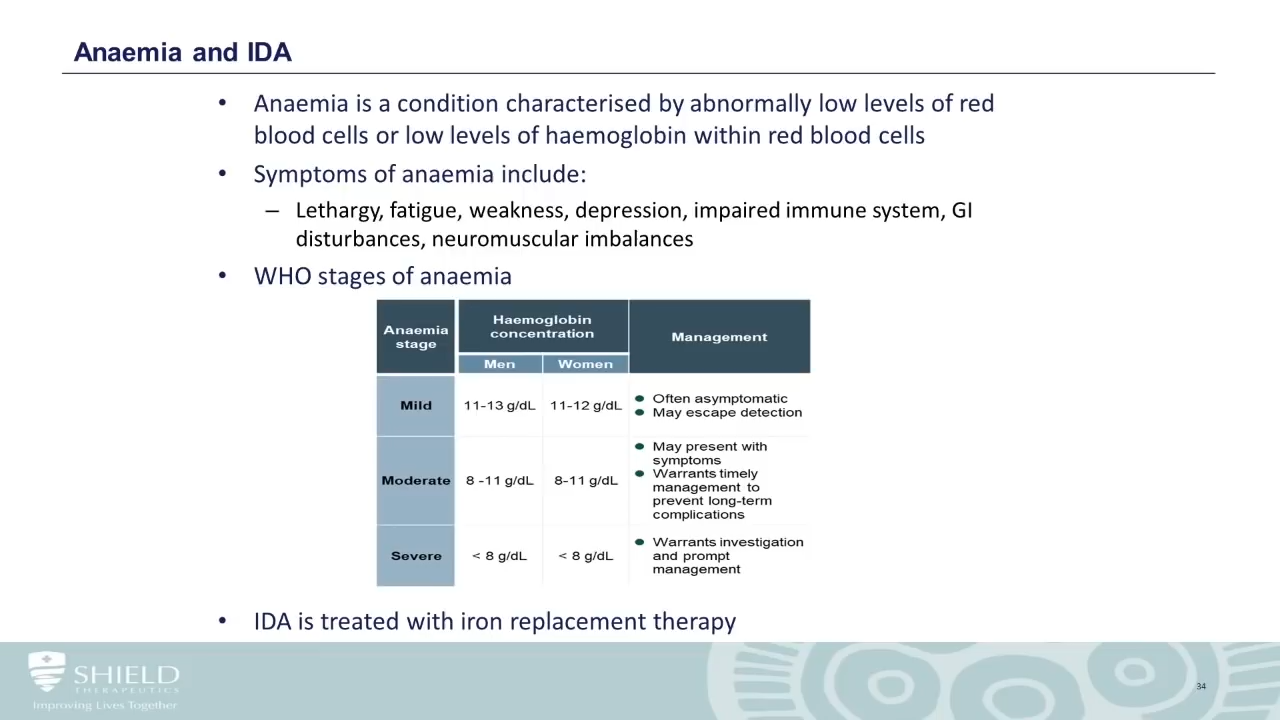 Anaemia and IDA
• Anaemia is a condition characterised by abnormally low levels of red
blood cells or low levels of haemoglobin within red blood cells
• Symptoms of anaemia include:
– Lethargy, fatigue, weakness, depression, impaired immune system, GI
disturbances, neuromuscular imbalances
• WHO stages of anaemia
Anaemia
stage
Haemoglobin
concentration
Management
Men
Women
Mild
11-13 g/dL
11-12 g/dL
• Often asymptomatic
• May escape detection
Moderate
8 -11 g/dL
8-11 g/dL
• May present with
symptoms
• Warrants timely
management to
prevent long-term
complications
Severe
< 8 g/dL
< 8 g/dL
• Warrants investigation
and prompt
management
• IDA is treated with iron replacement therapy
SHIELD
THERAPEUTICS
Improving Lives Together
34